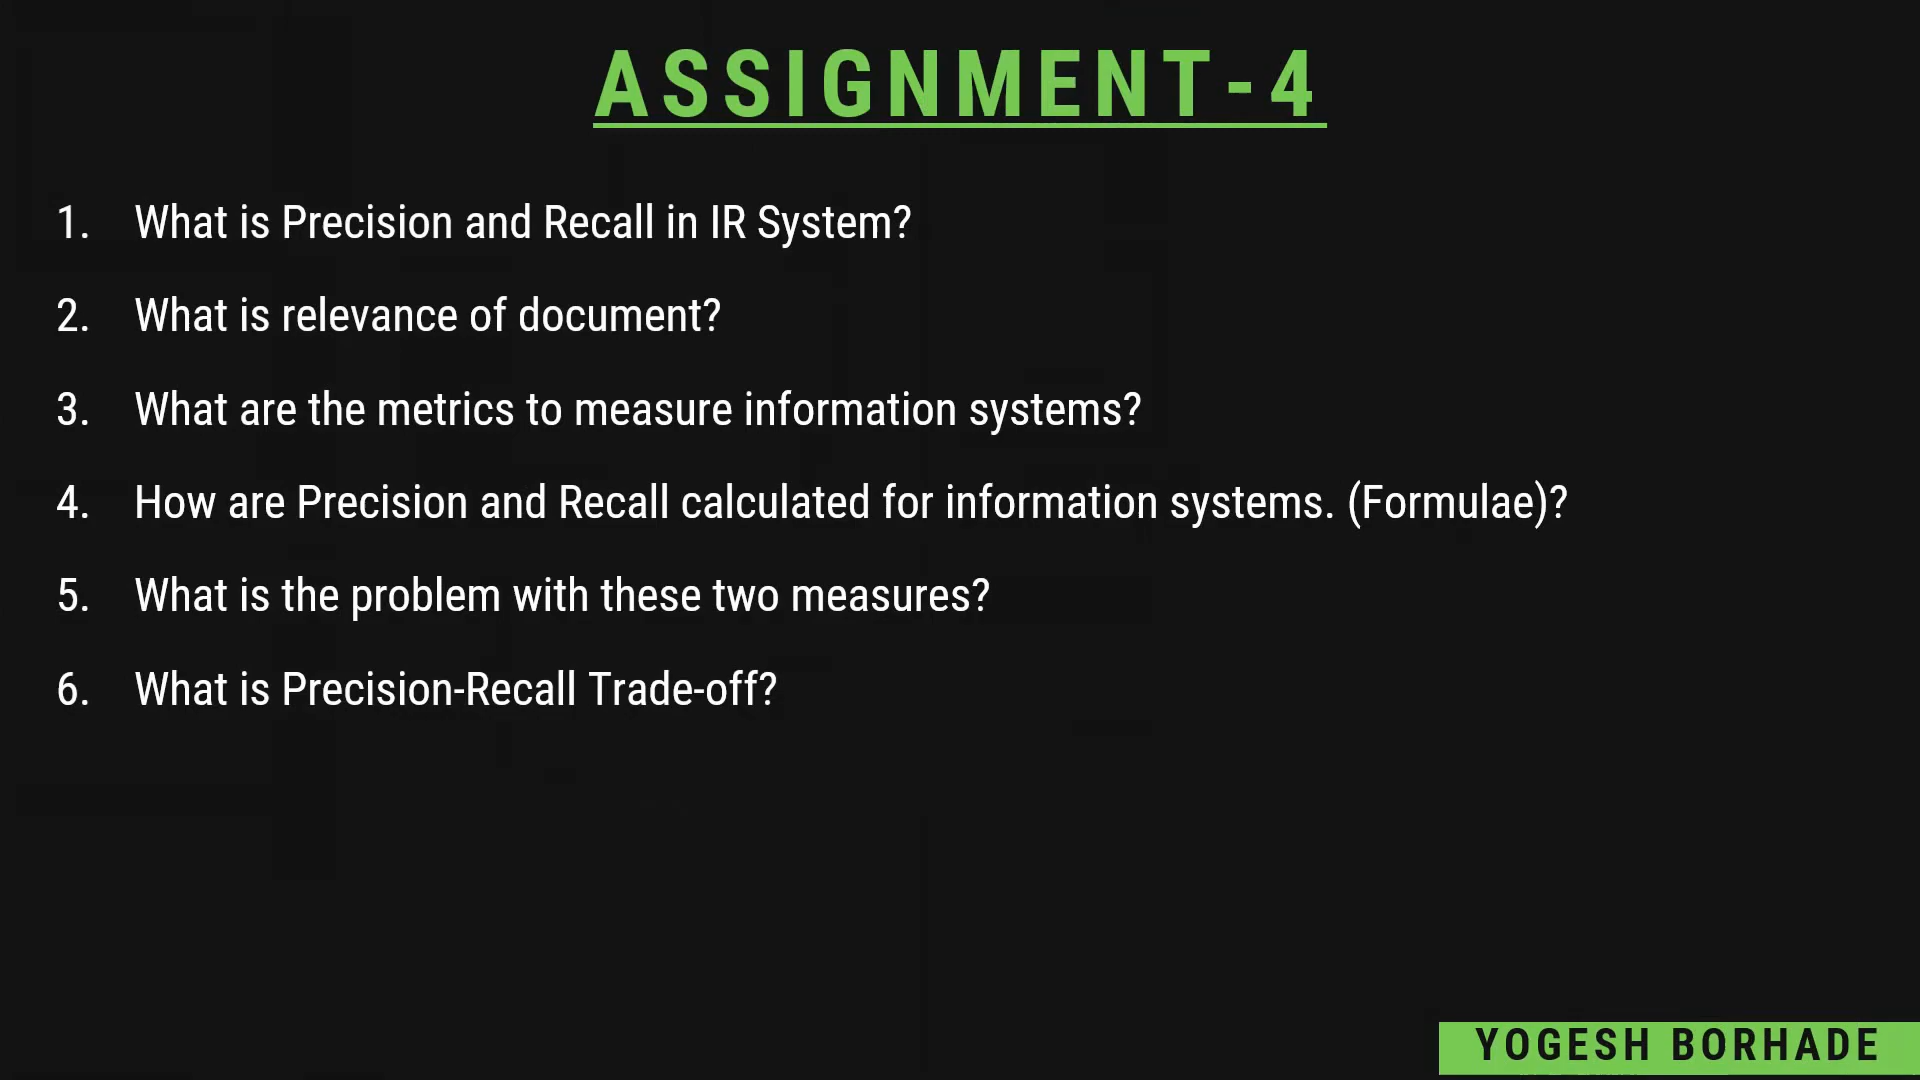 ASSIGNMENT-4
1. What is Precision and Recall in IR System?
2. What is relevance of document?
3. What are the metrics to measure information systems?
4. How are Precision and Recall calculated for information systems. (Formulae)?
5. What is the problem with these two measures?
6. What is Precision-Recall Trade-off?
YOGESH BORHADE